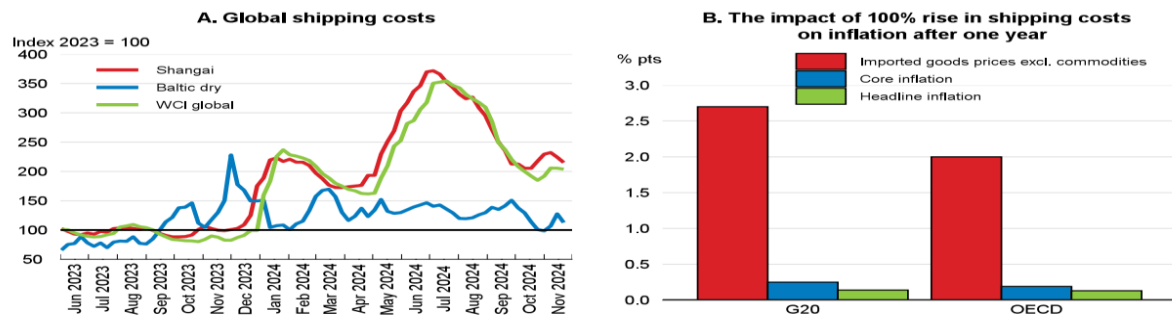 A. Global shipping costs
Index 2023 = 100
400
350
300
250
200
150
100
50
Shangai
Baltic dry
WCI global
Jun 2023
Jul 2023
Aug 2023
Sep 2023
Oct 2023
Nov 2023
Dec 2023
Jan 2024
Feb 2024
Mar 2024
Apr 2024
May 2024
Jun 2024
Jul 2024
Aug 2024
Sep 2024
Oct 2024
Nov 2024
B. The impact of 100% rise in shipping costs
on inflation after one year
% pts
Imported goods prices excl. commodities
Core inflation
Headline inflation
3.0
2.5
2.0
1.5
1.0
0.5
0.0
G20
OECD